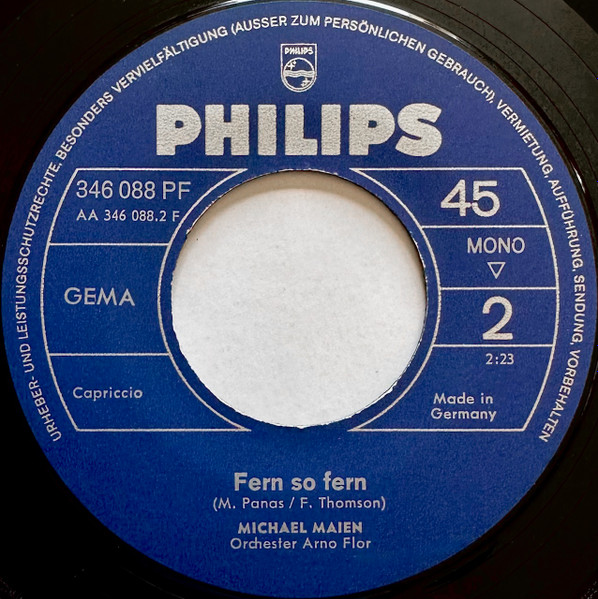 URHEBER- UND LEISTUNGSSCHUTZRECHTE, BESONDERS VERVIELFÄLTIGUNG (AUSSER ZUM PERSÖNLICHEN GEBRAUCH), VERMIETUNG, AUFFÜHRUNG, SENDUNG, VORBEHALTEN
PHILIPS
PHILIPS
346 088 PF
AA 346 088.2 F
45
MONO
GEMA
2
2:23
Capriccio
Made in
Germany
Fern so fern
(M. Panas / F. Thomson)
MICHAEL MAIEN
Orchester Arno Flor